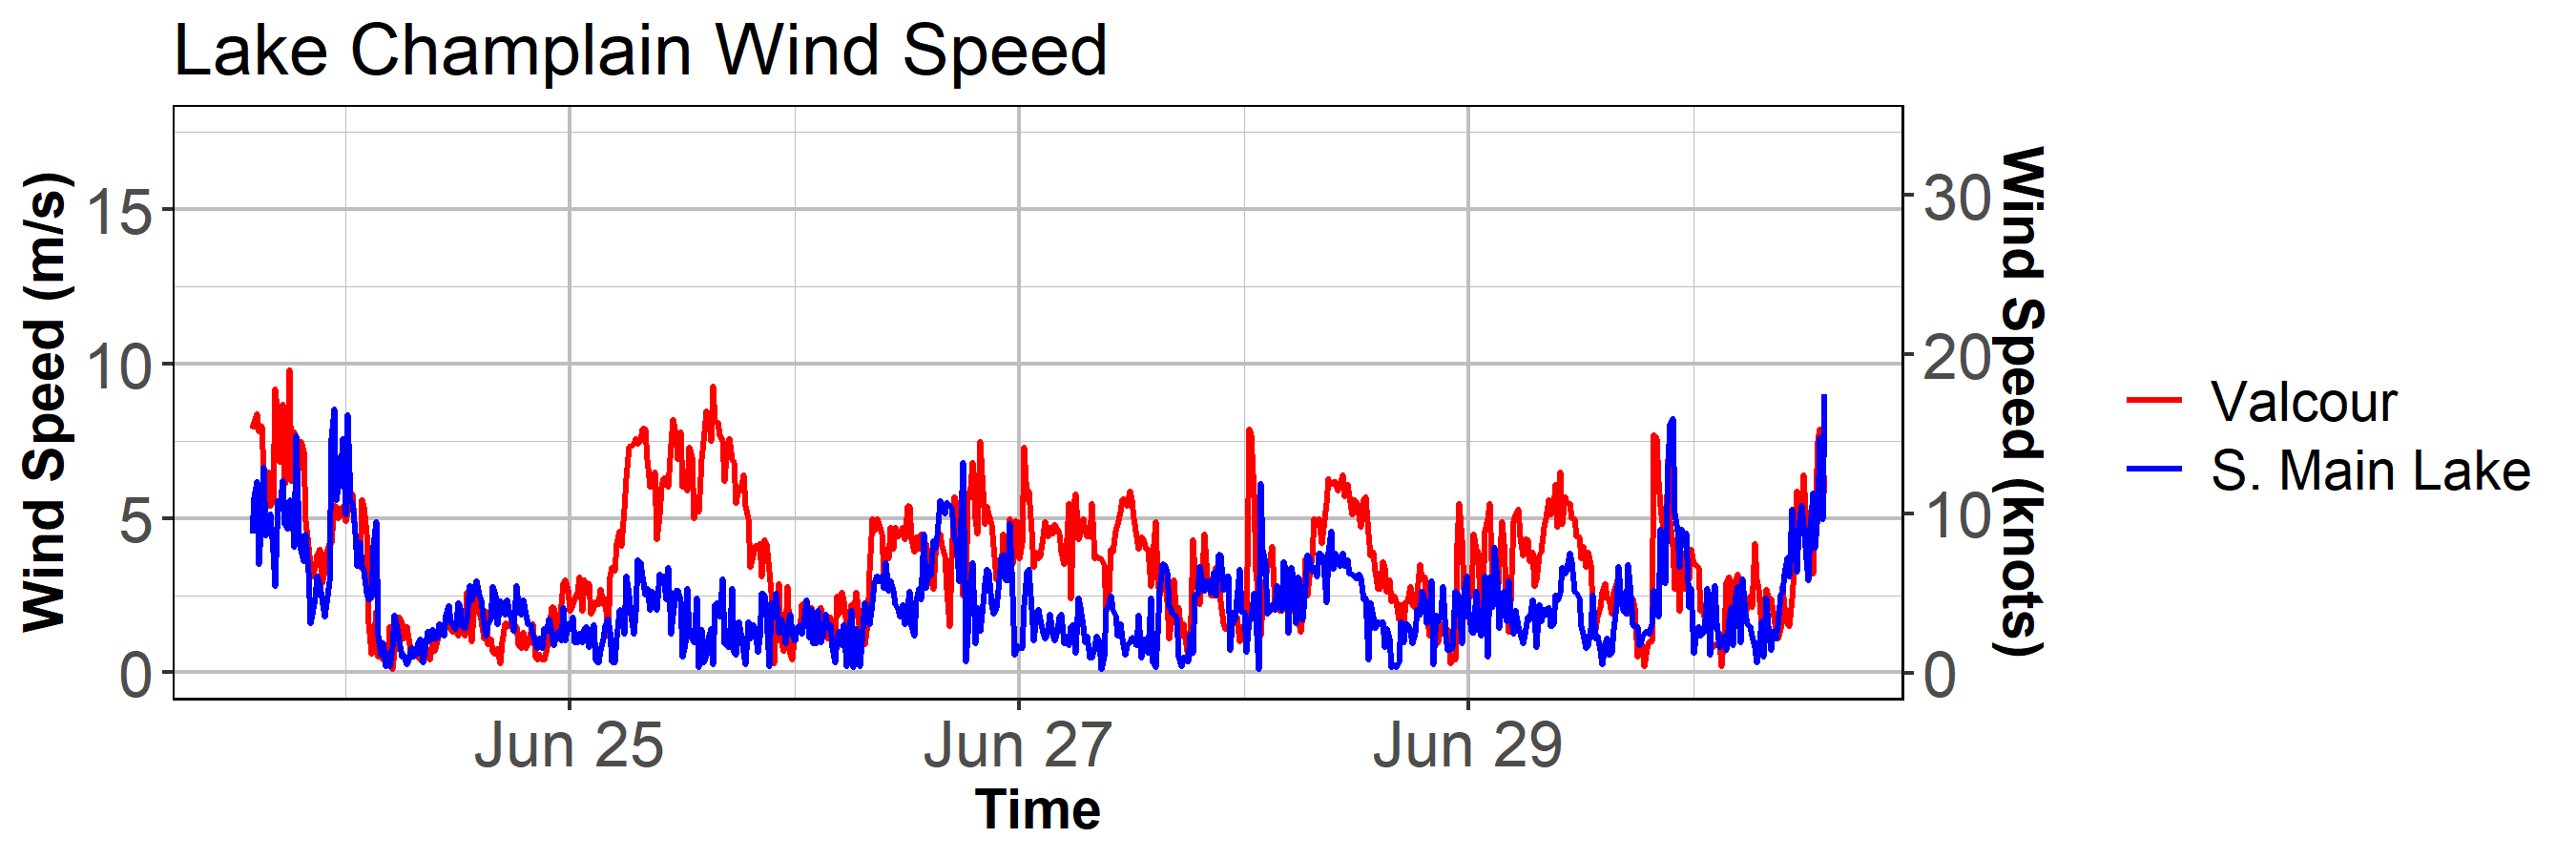 Lake Champlain Wind Speed
Wind Speed (m/s)
15
10
5
0
30
20
10
0
Wind Speed (knots)
Jun 25
Jun 27
Jun 29
Time
Valcour
S. Main Lake